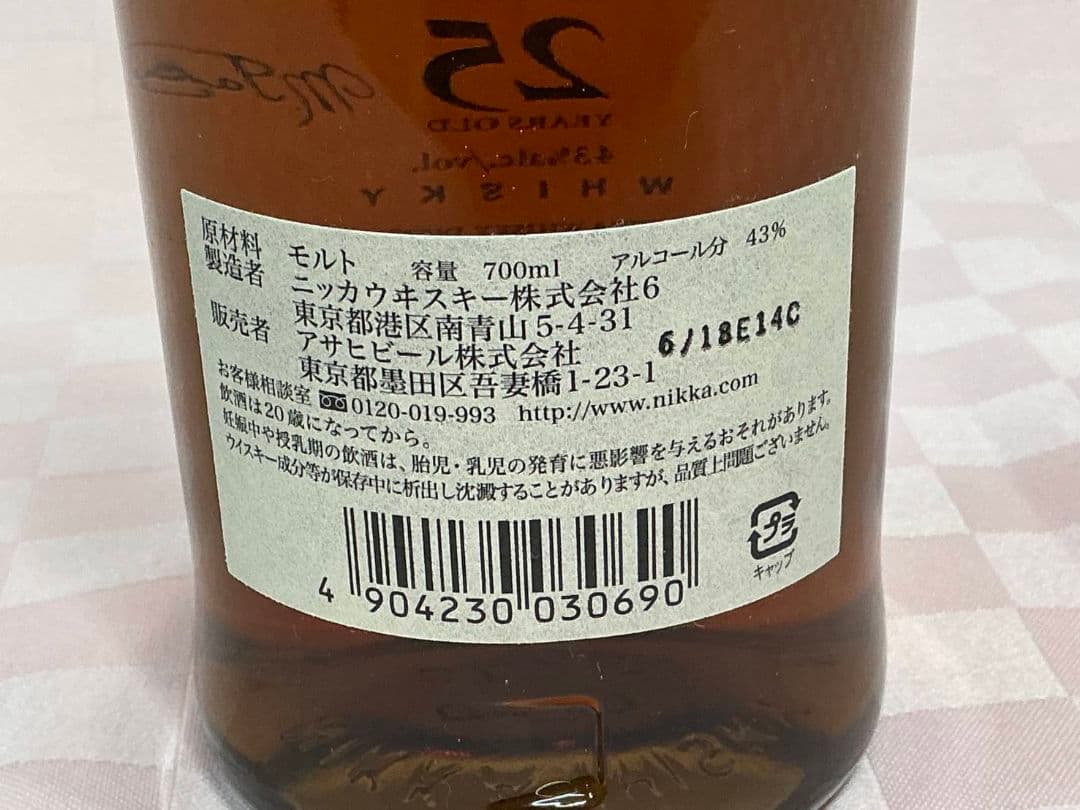 25
YEARS OLD
43%alc./vol.
WHISKY
原材料 モルト 容量 700ml アルコール分 43%
製造者 ニッカウヰスキー株式会社6
東京都港区南青山5-4-31
販売者 アサヒビール株式会社
東京都墨田区吾妻橋1-23-1
6/18E14C
お客様相談室 0120-019-993 http://www.nikka.com
飲酒は20歳になってから。
妊娠中や授乳期の飲酒は、胎児・乳児の発育に悪影響を与えるおそれがあります。
ウイスキー成分等が保存中に析出し沈澱することがありますが、品質上問題ございません。
プラ
キャップ
4 904230 030690